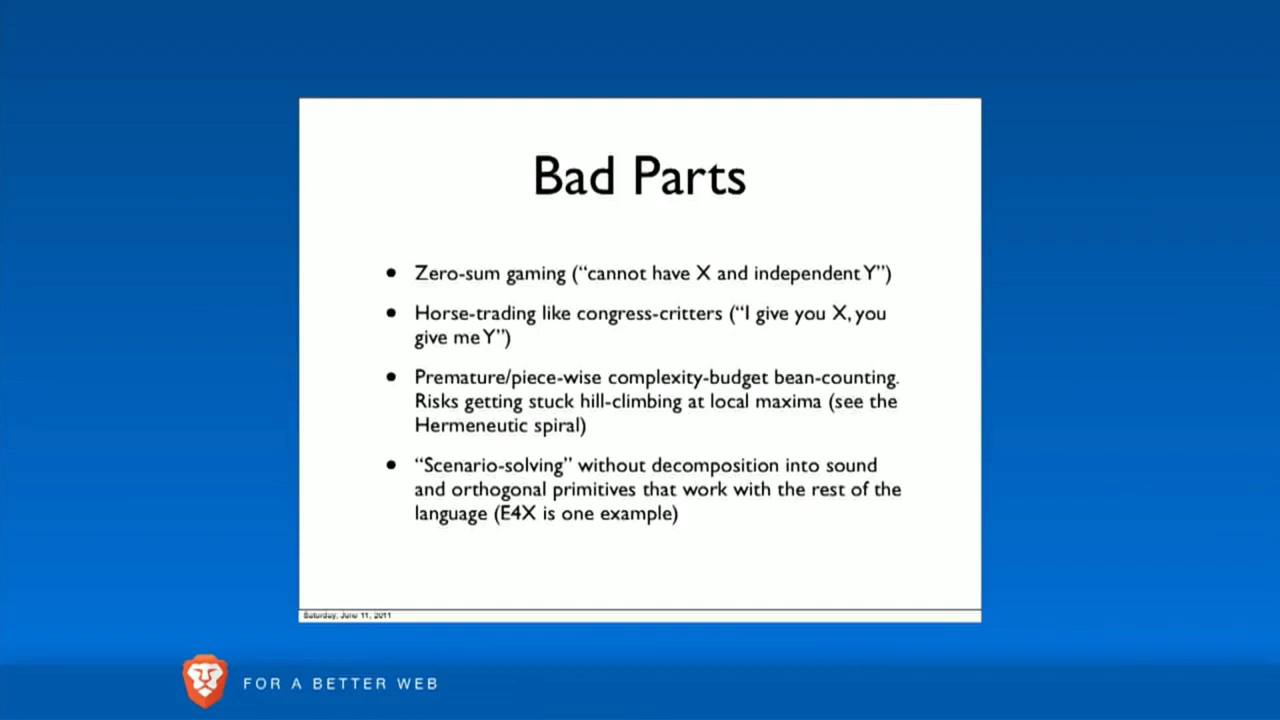 Bad Parts
• Zero-sum gaming (“cannot have X and independent Y”)
• Horse-trading like congress-critters (“I give you X, you
give me Y”)
• Premature/piece-wise complexity-budget bean-counting.
Risks getting stuck hill-climbing at local maxima (see the
Hermeneutic spiral)
• “Scenario-solving” without decomposition into sound
and orthogonal primitives that work with the rest of the
language (E4X is one example)
Saturday, June 11, 2011
FOR A BETTER WEB